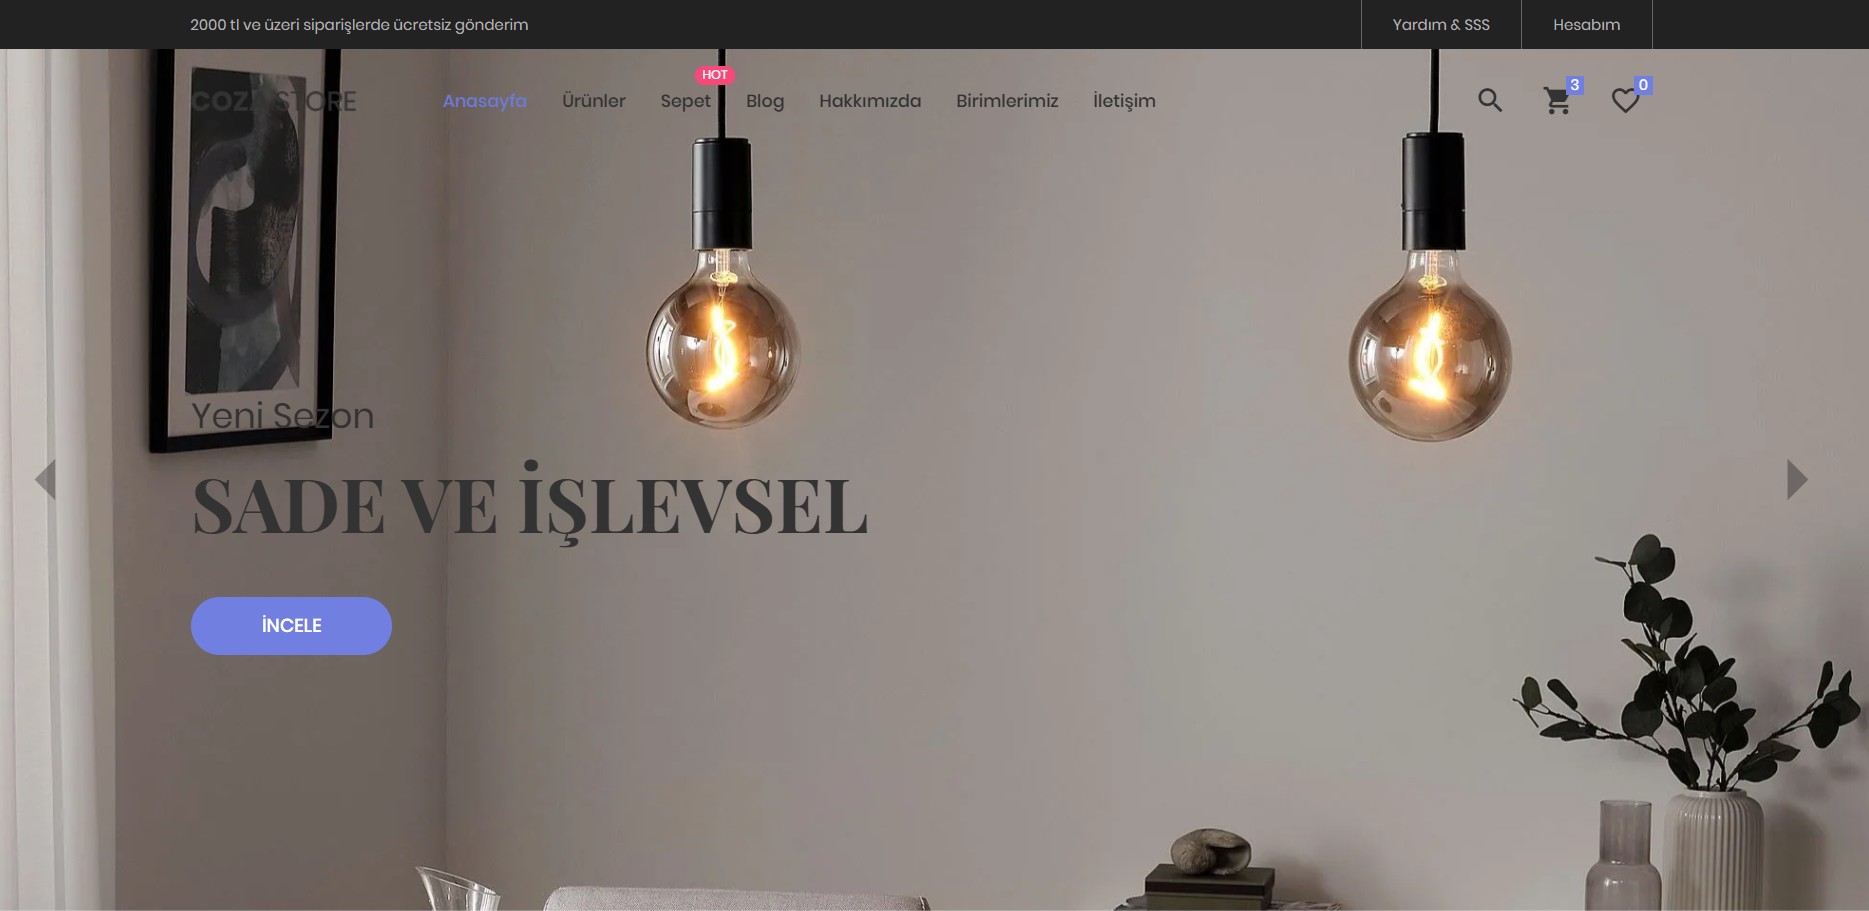 2000 tl ve üzeri siparişlerde ücretsiz gönderim
Yardım & SSS
Hesabım
COZA STORE
Anasayfa
Ürünler
Sepet
HOT
Blog
Hakkımızda
Birimlerimiz
İletişim
3
0
Yeni Sezon
SADE VE İŞLEVSEL
İNCELE